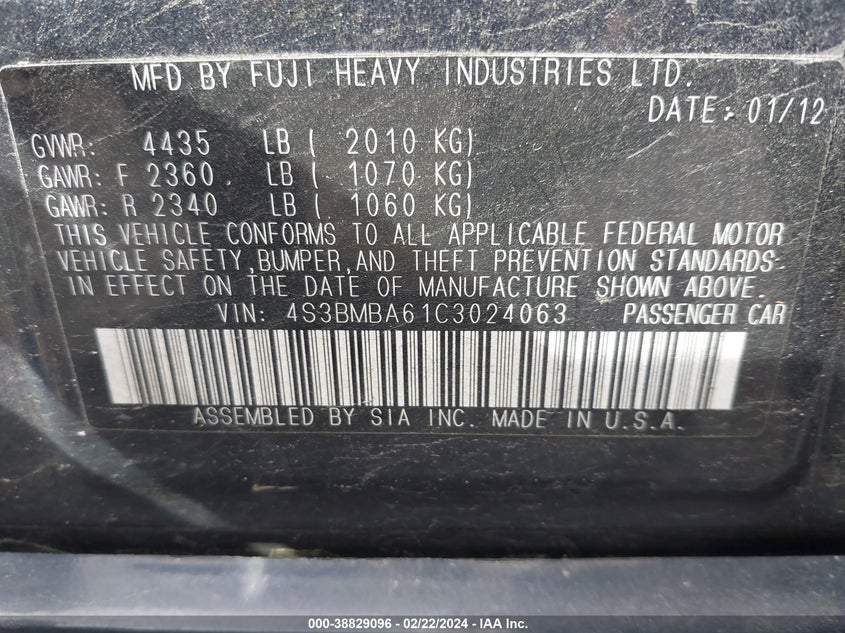 MFD BY FUJI HEAVY INDUSTRIES LTD.
DATE: 01/12
GVWR: 4435 LB ( 2010 KG)
GAWR: F 2360 LB ( 1070 KG)
GAWR: R 2340 LB ( 1060 KG)
THIS VEHICLE CONFORMS TO ALL APPLICABLE FEDERAL MOTOR
VEHICLE SAFETY, BUMPER, AND THEFT PREVENTION STANDARDS
IN EFFECT ON THE DATE OF MANUFACTURE SHOWN ABOVE.
VIN: 4S3BMBA61C3024063 PASSENGER CAR
ASSEMBLED BY SIA INC. MADE IN U.S.A.
000-38829096 - 02/22/2024 - IAA Inc.